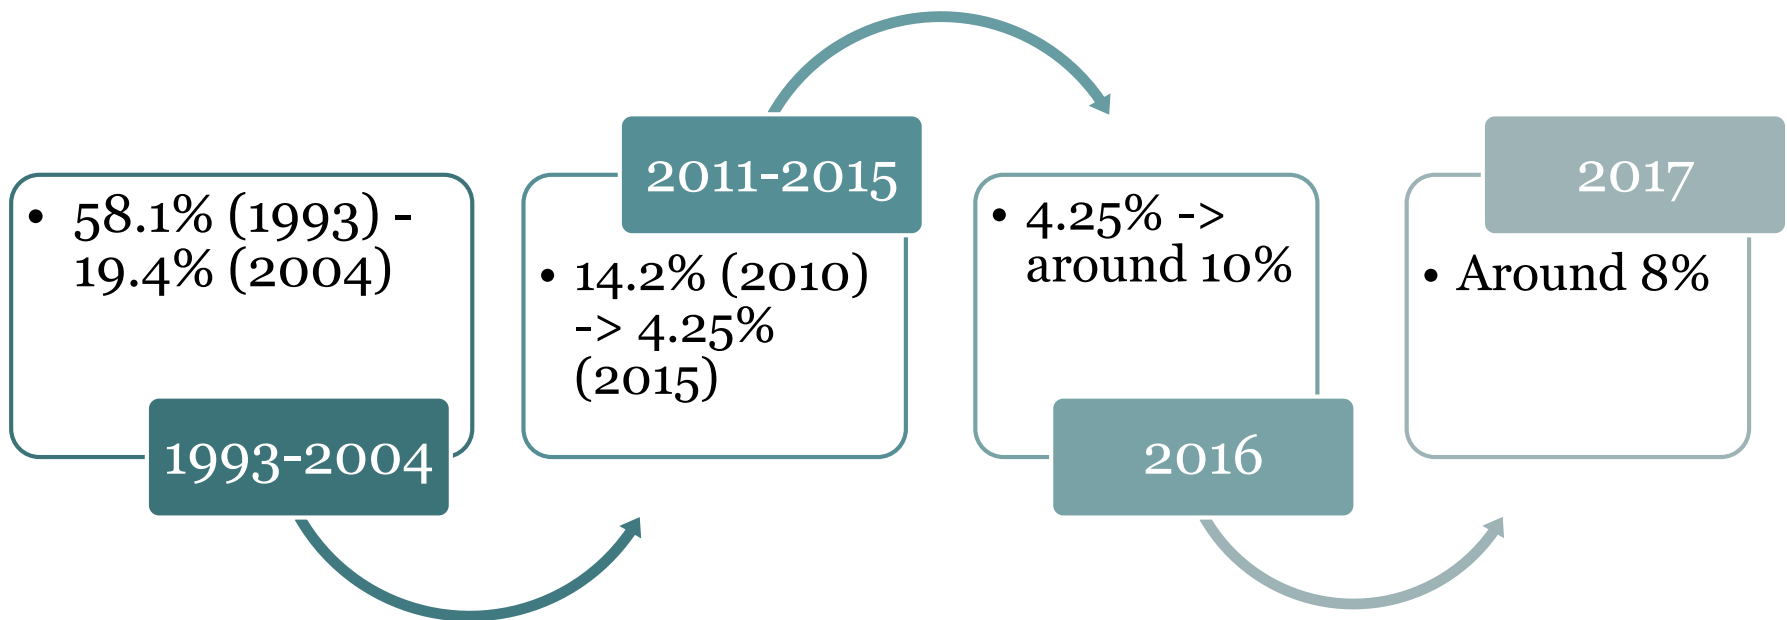 • 58.1% (1993) -
19.4% (2004)
1993-2004
2011-2015
• 14.2% (2010)
-> 4.25%
(2015)
• 4.25% ->
around 10%
2016
2017
• Around 8%